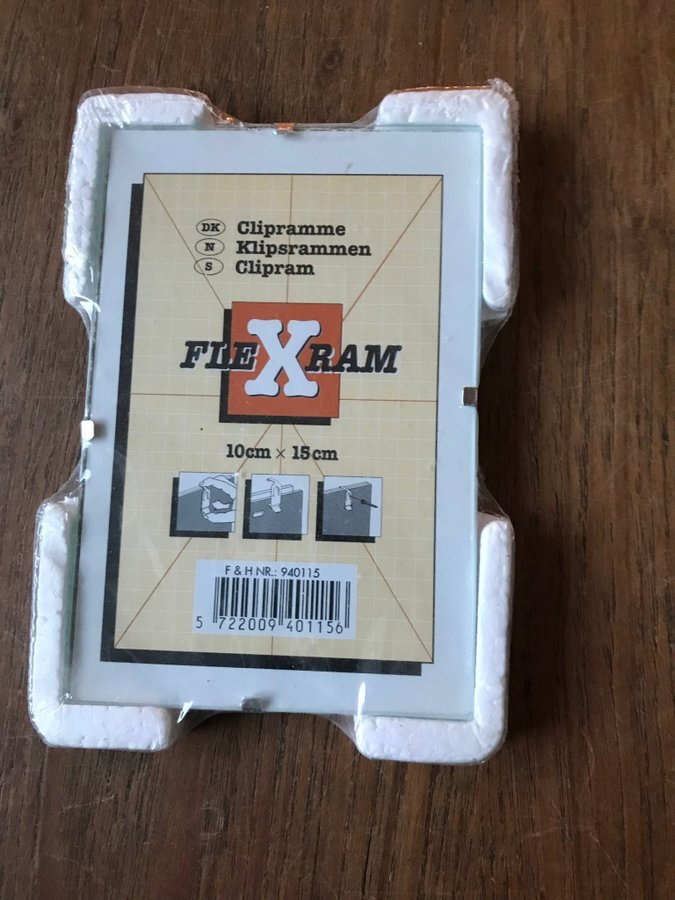 DK Clipramme
N Klipsrammen
S Clipram
FLEXRAM
10cm × 15cm
F & H NR.: 940115
5 722009 401156